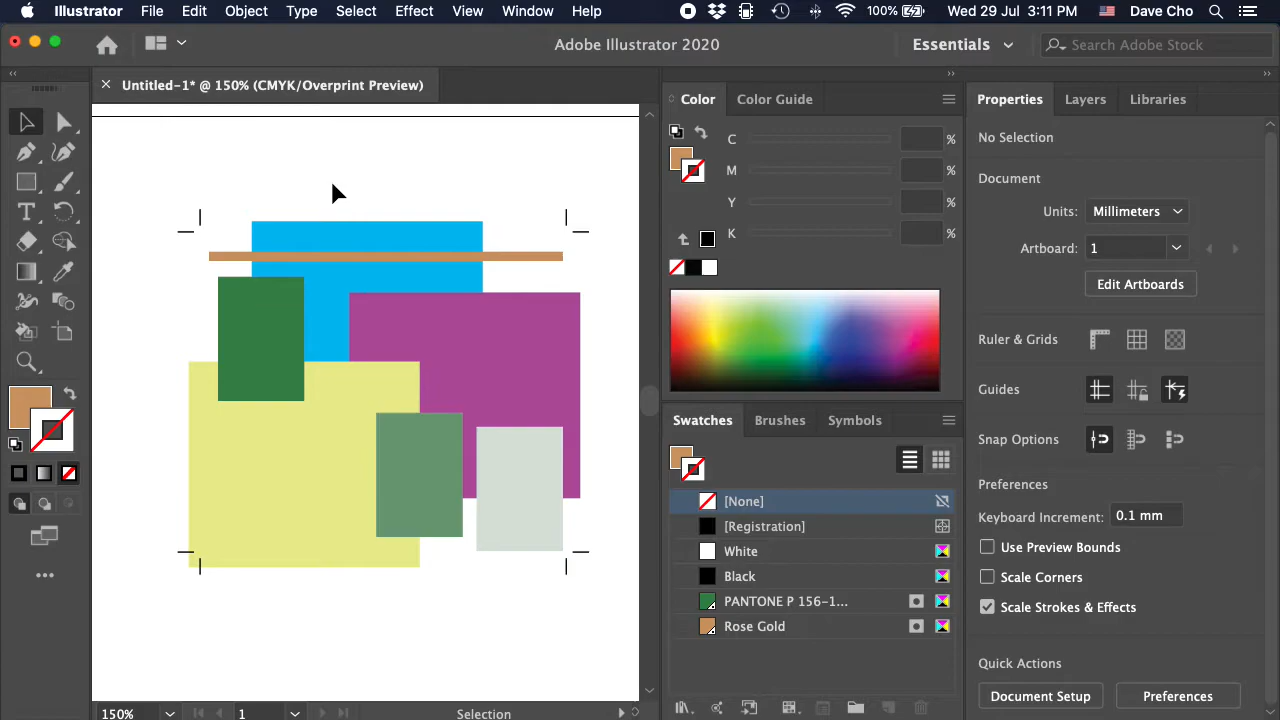 Illustrator File Edit Object Type Select Effect View Window Help 100% Wed 29 Jul 3:11 PM Dave Cho
Adobe Illustrator 2020 Essentials Search Adobe Stock
Untitled-1* @ 150% (CMYK/Overprint Preview)
Color Color Guide
C %
M %
Y %
K %
Swatches Brushes Symbols
[None]
[Registration]
White
Black
PANTONE P 156-1...
Rose Gold
Properties Layers Libraries
No Selection
Document
Units: Millimeters
Artboard: 1
Edit Artboards
Ruler & Grids
Guides
Snap Options
Preferences
Keyboard Increment: 0.1 mm
Use Preview Bounds
Scale Corners
Scale Strokes & Effects
Quick Actions
Document Setup Preferences
150% 1 Selection